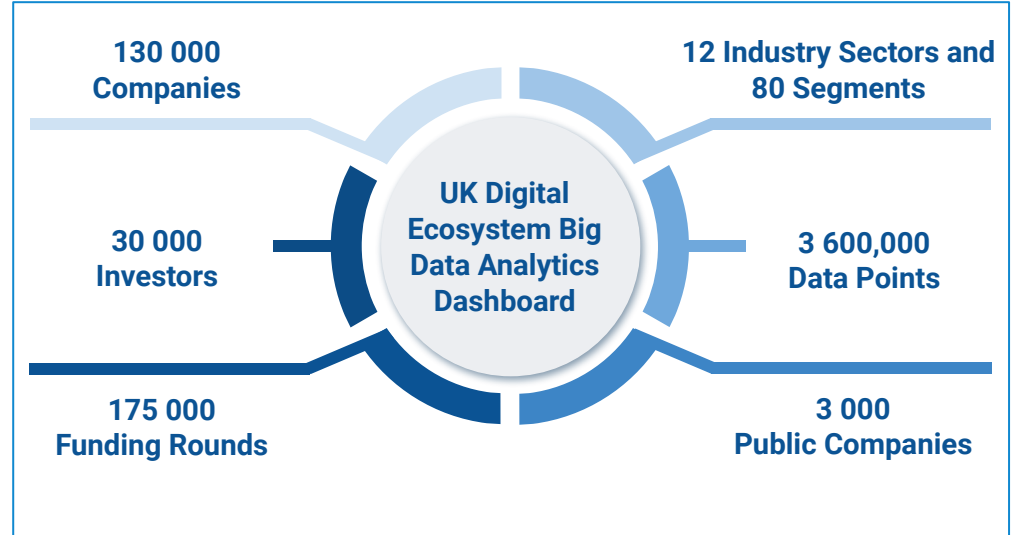 130 000
Companies
12 Industry Sectors and
80 Segments
UK Digital
Ecosystem Big
Data Analytics
Dashboard
30 000
Investors
3 600,000
Data Points
175 000
Funding Rounds
3 000
Public Companies